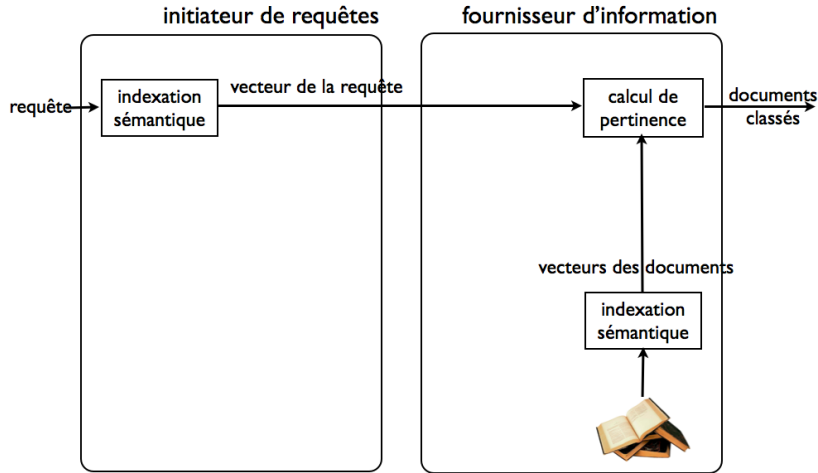 initiateur de requêtes
fournisseur d'information
requête
indexation
sémantique
vecteur de la requête
calcul de
pertinence
documents
classés
vecteurs des documents
indexation
sémantique